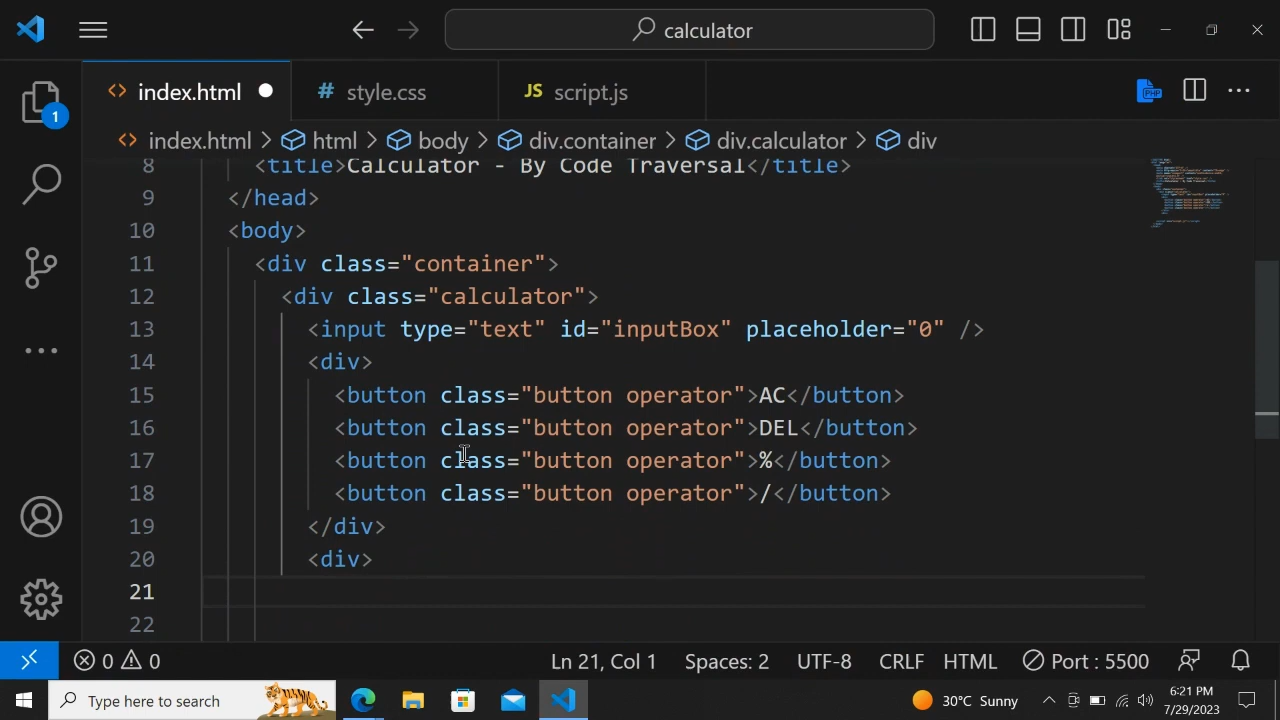 calculator
index.html
# style.css
JS script.js
PHP
1
index.html > html > body > div.container > div.calculator > div
8 <title>Calculator - By Code Traversal</title>
9 </head>
10 <body>
11 <div class="container">
12 <div class="calculator">
13 <input type="text" id="inputBox" placeholder="0" />
14 <div>
15 <button class="button operator">AC</button>
16 <button class="button operator">DEL</button>
17 <button class="button operator">%</button>
18 <button class="button operator">/</button>
19 </div>
20 <div>
21
22
0 0 Ln 21, Col 1 Spaces: 2 UTF-8 CRLF HTML Port : 5500
Type here to search
30°C Sunny
6:21 PM
7/29/2023